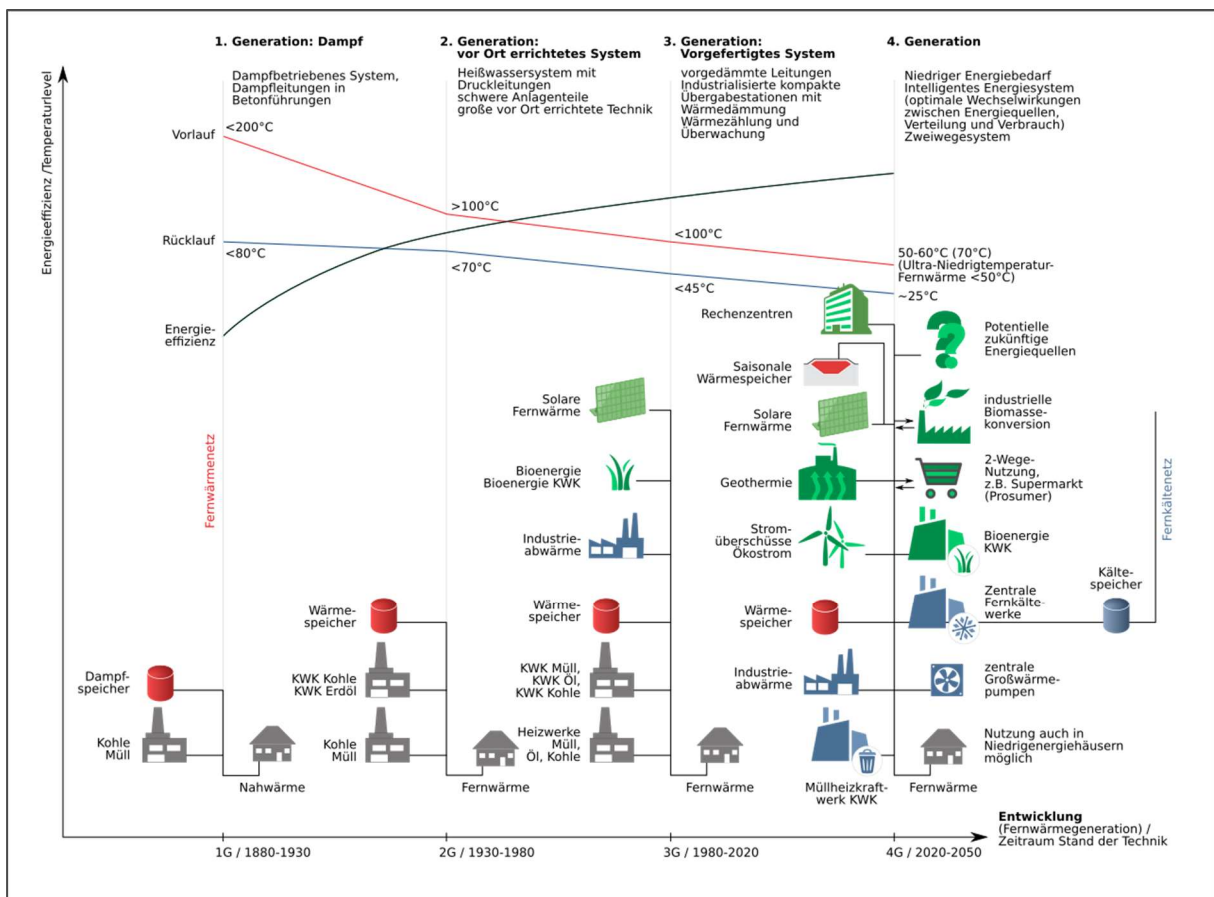 1. Generation: Dampf
Dampfbetriebenes System,
Dampfleitungen in
Betonführungen
2. Generation:
vor Ort errichtetes System
Heißwassersystem mit
Druckleitungen
schwere Anlagenteile
große vor Ort errichtete Technik
3. Generation:
Vorgefertigtes System
vorgedämmte Leitungen
Industrialisierte kompakte
Übergabestationen mit
Wärmedämmung
Wärmezählung und
Überwachung
4. Generation
Niedriger Energiebedarf
Intelligentes Energiesystem
(optimale Wechselwirkungen
zwischen Energiequellen,
Verteilung und Verbrauch)
Zweiwegesystem
Energieeffizienz /Temperaturlevel
Vorlauf
<200°C
>100°C
<100°C
50-60°C (70°C)
(Ultra-Niedrigtemperatur-
Fernwärme <50°C)
Rücklauf
<80°C
<70°C
<45°C
~25°C
Energie-
effizienz
Fernwärmenetz
Dampf-
speicher
Kohle
Müll
Nahwärme
Wärme-
speicher
KWK Kohle
KWK Erdöl
Kohle
Müll
Fernwärme
Solare
Fernwärme
Bioenergie
Bioenergie KWK
Industrie-
abwärme
Wärme-
speicher
KWK Müll,
KWK Öl,
KWK Kohle
Heizwerke
Müll,
Öl, Kohle
Fernwärme
Rechenzentren
Saisonale
Wärmespeicher
Solare
Fernwärme
Geothermie
Strom-
überschüsse
Ökostrom
Wärme-
speicher
Industrie-
abwärme
Müllheizkraft-
werk KWK
Potentielle
zukünftige
Energiequellen
industrielle
Biomasse-
konversion
2-Wege-
Nutzung,
z.B. Supermarkt
(Prosumer)
Bioenergie
KWK
Zentrale
Fernkälte-
werke
zentrale
Großwärme-
pumpen
Nutzung auch in
Niedrigenergiehäusern
möglich
Fernwärme
Kälte-
speicher
Fernkältenetz
1G / 1880-1930
2G / 1930-1980
3G / 1980-2020
4G / 2020-2050
Entwicklung
(Fernwärmegeneration) /
Zeitraum Stand der Technik